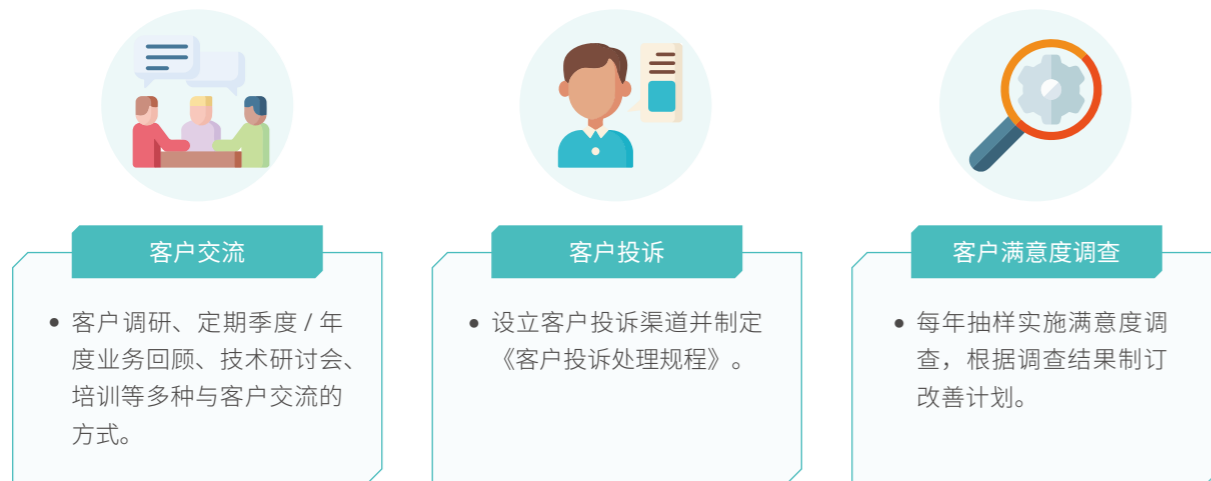 客户交流
• 客户调研、定期季度 / 年
度业务回顾、技术研讨会、
培训等多种与客户交流的
方式。
客户投诉
• 设立客户投诉渠道并制定
《客户投诉处理规程》。
客户满意度调查
• 每年抽样实施满意度调
查，根据调查结果制订
改善计划。